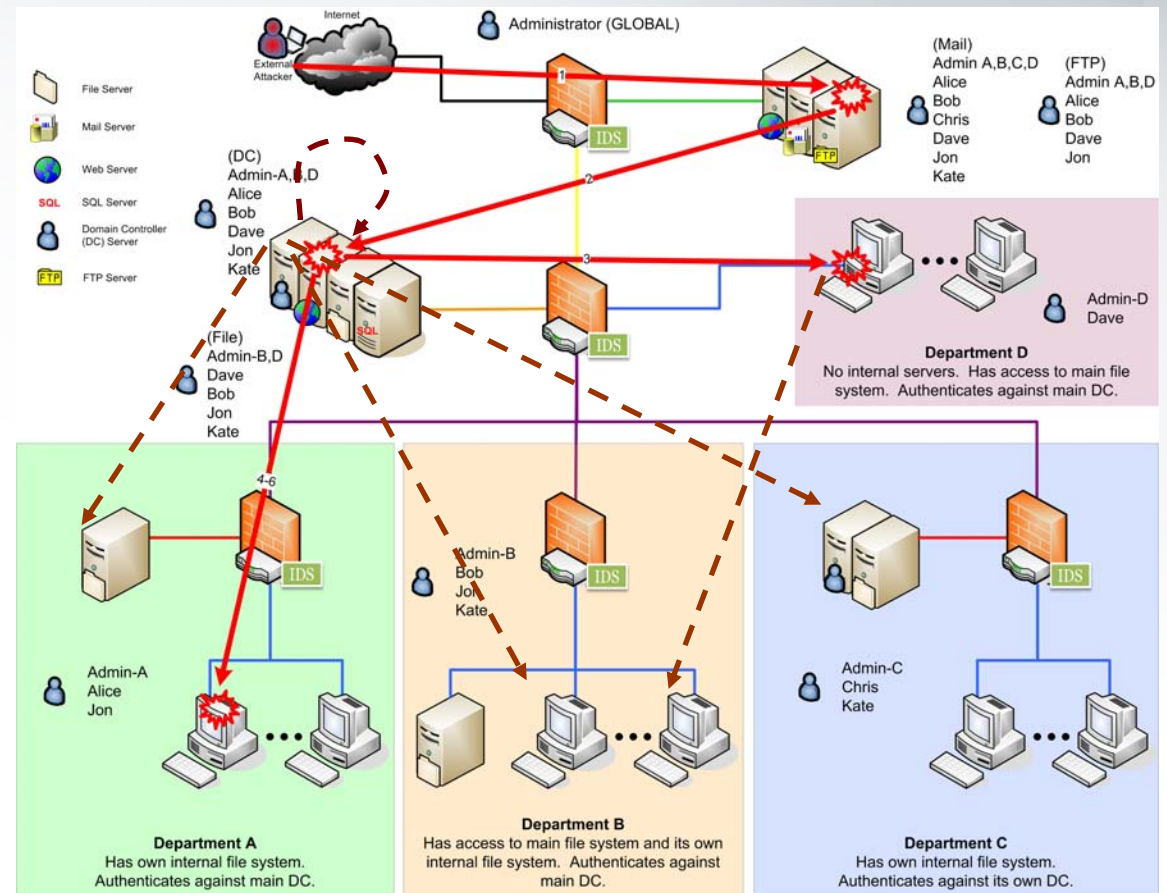 Internet
External
Attacker
Administrator (GLOBAL)
File Server
Mail Server
Web Server
SQL
SQL Server
Domain Controller
(DC) Server
FTP
FTP Server
1
IDS
FTP
(Mail)
Admin A,B,C,D
Alice
Bob
Chris
Dave
Jon
Kate
(FTP)
Admin A,B,D
Alice
Bob
Dave
Jon
2
(DC)
Admin-A,B,D
Alice
Bob
Dave
Jon
Kate
SQL
3
IDS
Admin-D
Dave
Department D
No internal servers. Has access to main file
system. Authenticates against main DC.
(File)
Admin-B,D
Dave
Bob
Jon
Kate
4-6
IDS
Admin-A
Alice
Jon
Department A
Has own internal file system.
Authenticates against main DC.
Admin-B
Bob
Jon
Kate
IDS
Department B
Has access to main file system and its own
internal file system. Authenticates against
main DC.
IDS
Admin-C
Chris
Kate
Department C
Has own internal file system.
Authenticates against its own DC.